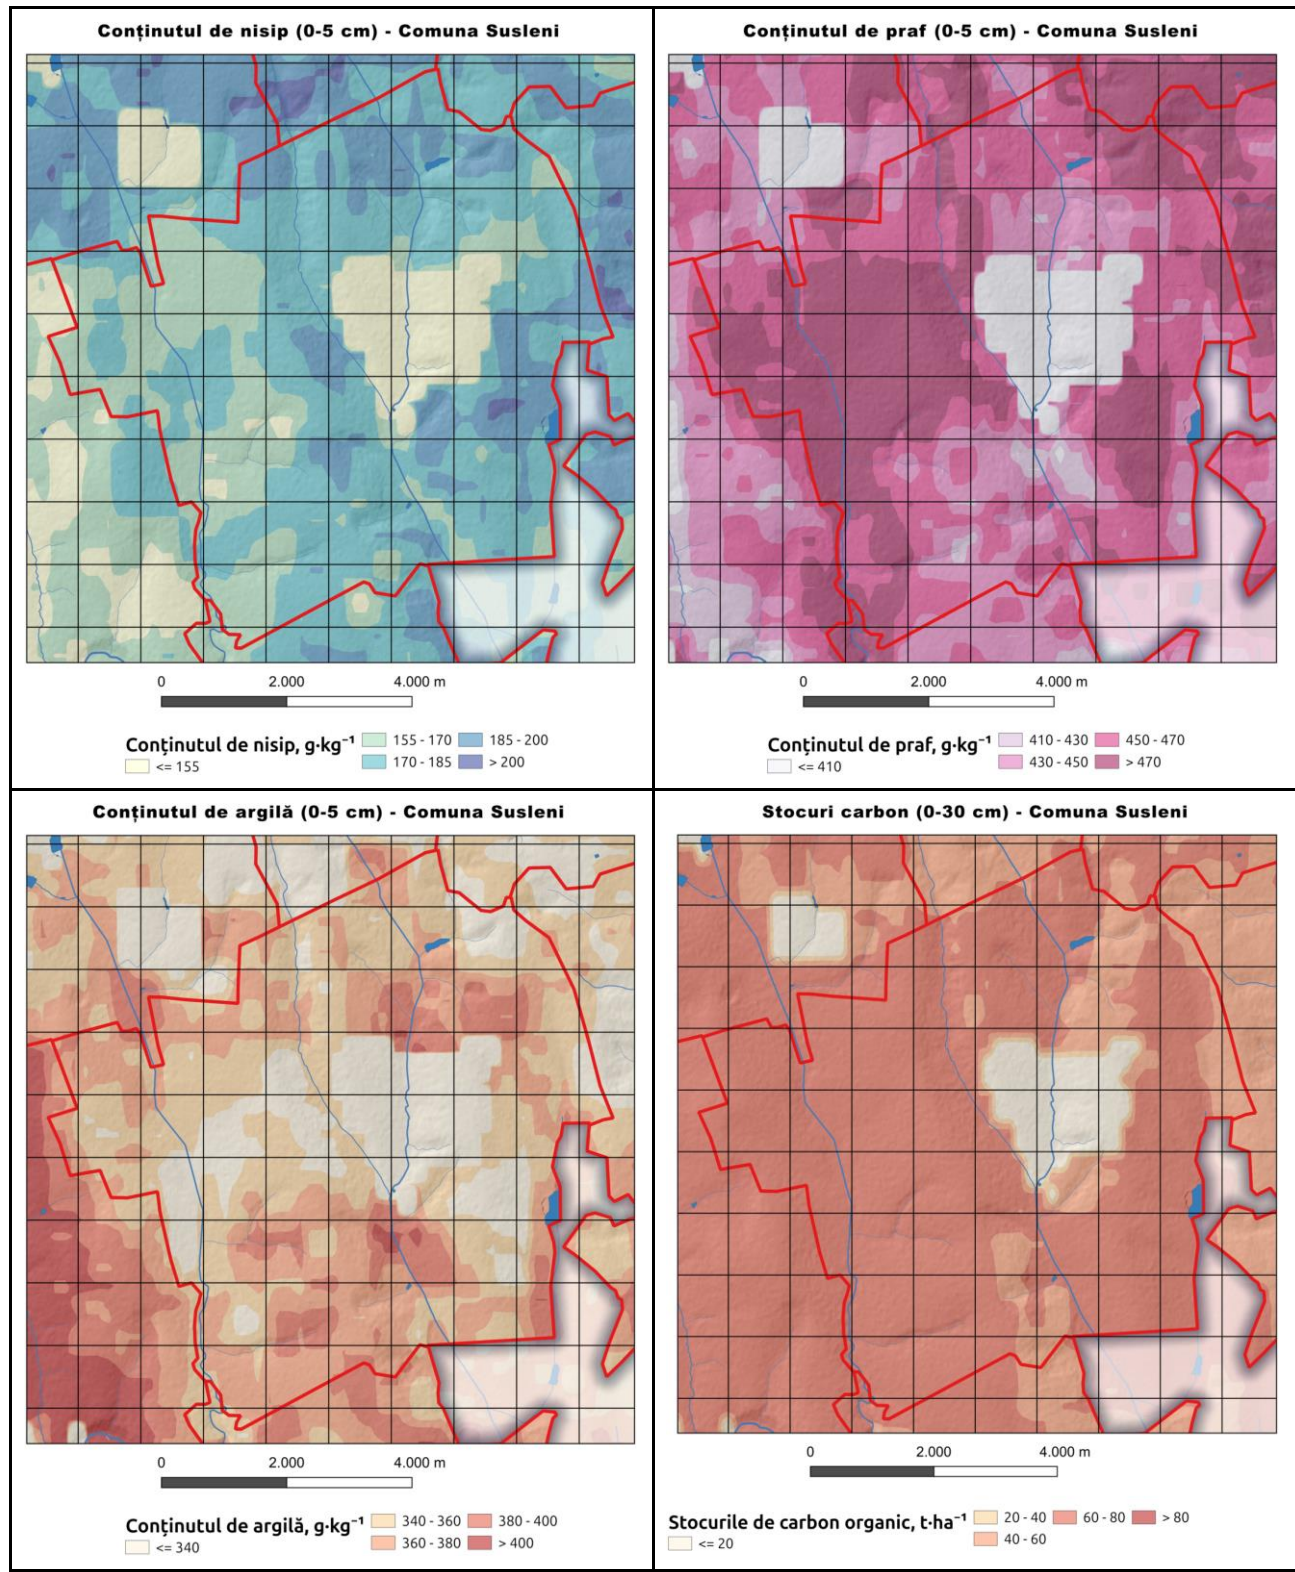 Conținutul de nisip (0-5 cm) - Comuna Susleni
0 2.000 4.000 m
Conținutul de nisip, g·kg⁻¹
<= 155
155 - 170
170 - 185
185 - 200
> 200
Conținutul de praf (0-5 cm) - Comuna Susleni
0 2.000 4.000 m
Conținutul de praf, g·kg⁻¹
<= 410
410 - 430
430 - 450
450 - 470
> 470
Conținutul de argilă (0-5 cm) - Comuna Susleni
0 2.000 4.000 m
Conținutul de argilă, g·kg⁻¹
<= 340
340 - 360
360 - 380
380 - 400
> 400
Stocuri carbon (0-30 cm) - Comuna Susleni
0 2.000 4.000 m
Stocurile de carbon organic, t·ha⁻¹
<= 20
20 - 40
40 - 60
60 - 80
> 80